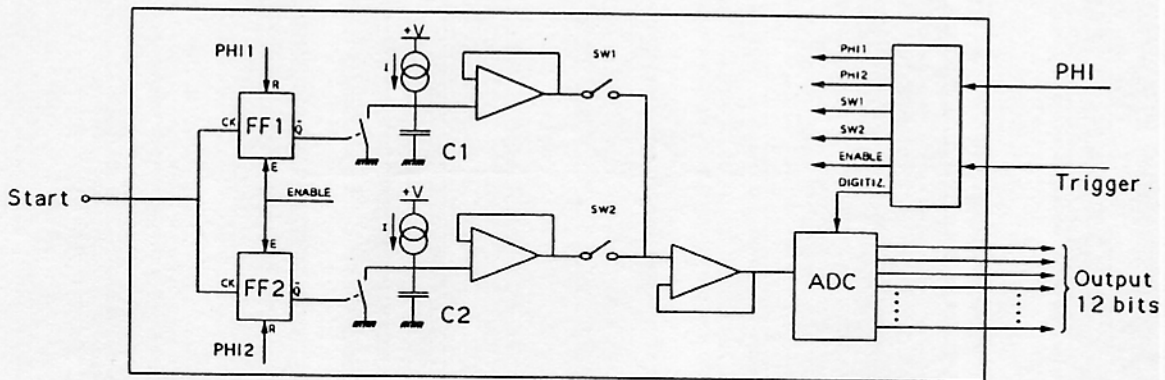 PHI1
R
CK
FF1
Q̄
E
Start
ENABLE
E
CK
FF2
Q̄
R
PHI2
+V
I
C1
SW1
+V
I
C2
SW2
PHI1
PHI2
SW1
SW2
ENABLE
DIGITIZ.
PHI
Trigger
ADC
Output
12 bits